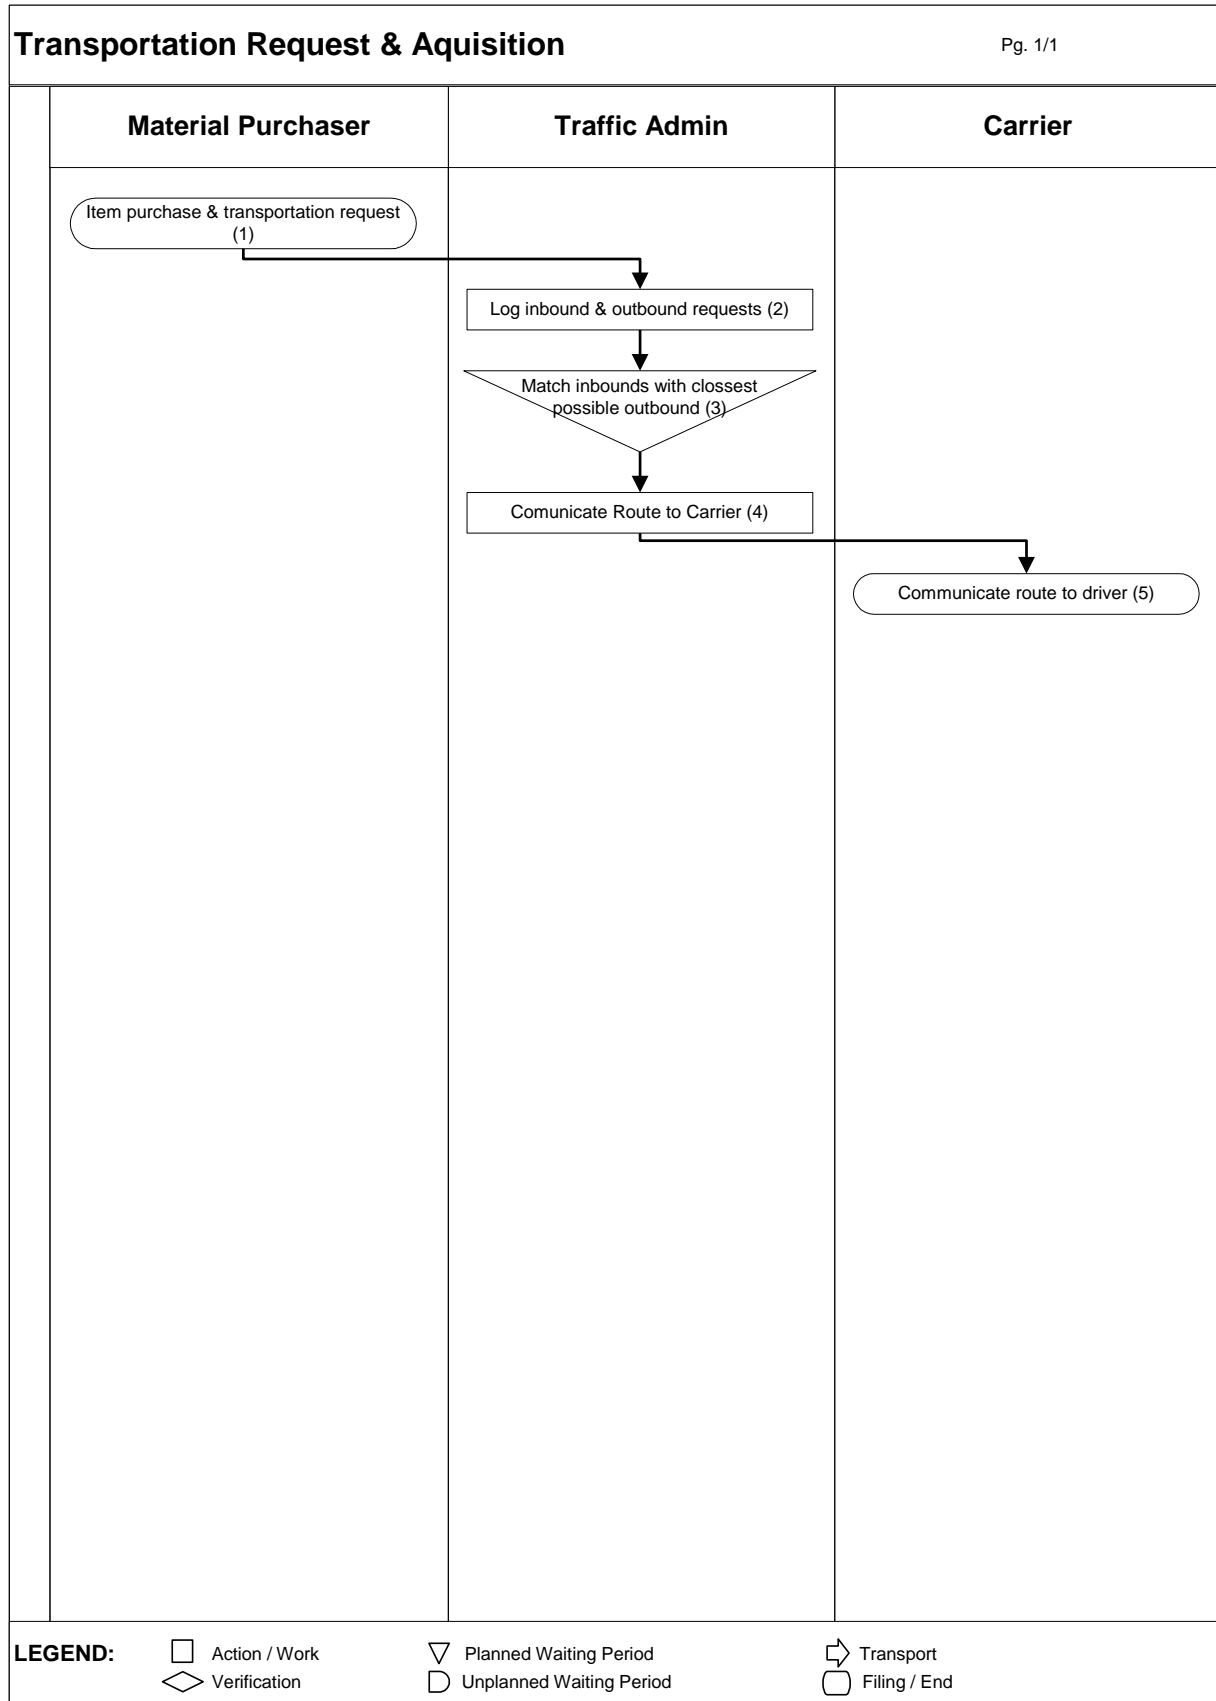 Transportation Request & Aquisition
Pg. 1/1
Material Purchaser
Traffic Admin
Carrier
Item purchase & transportation request
(1)
Log inbound & outbound requests (2)
Match inbounds with clossest
possible outbound (3)
Comunicate Route to Carrier (4)
Communicate route to driver (5)
LEGEND:
Action / Work
Planned Waiting Period
Transport
Verification
Unplanned Waiting Period
Filing / End